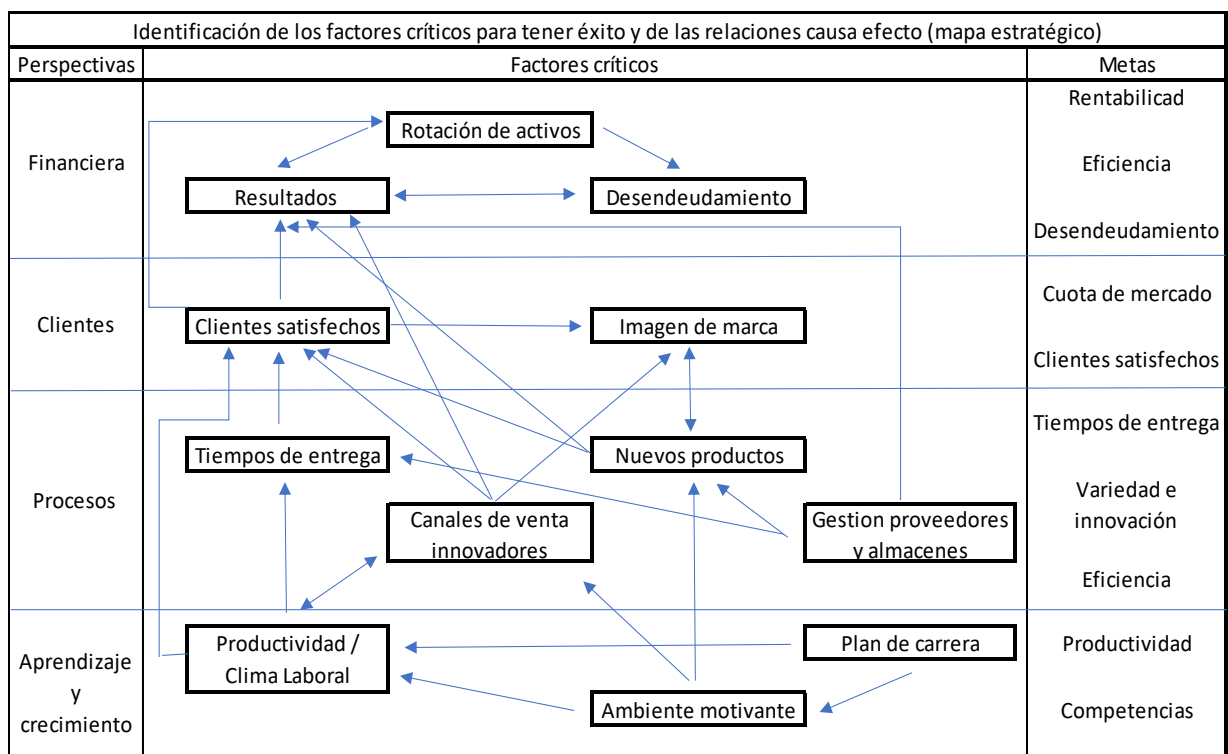 Identificación de los factores críticos para tener éxito y de las relaciones causa efecto (mapa estratégico)
Perspectivas
Factores críticos
Metas
Financiera
Rotación de activos
Resultados
Desendeudamiento
Rentabilicad
Eficiencia
Desendeudamiento
Clientes
Clientes satisfechos
Imagen de marca
Cuota de mercado
Clientes satisfechos
Procesos
Tiempos de entrega
Nuevos productos
Canales de venta
innovadores
Gestion proveedores
y almacenes
Tiempos de entrega
Variedad e
innovación
Eficiencia
Aprendizaje
y
crecimiento
Productividad /
Clima Laboral
Plan de carrera
Ambiente motivante
Productividad
Competencias